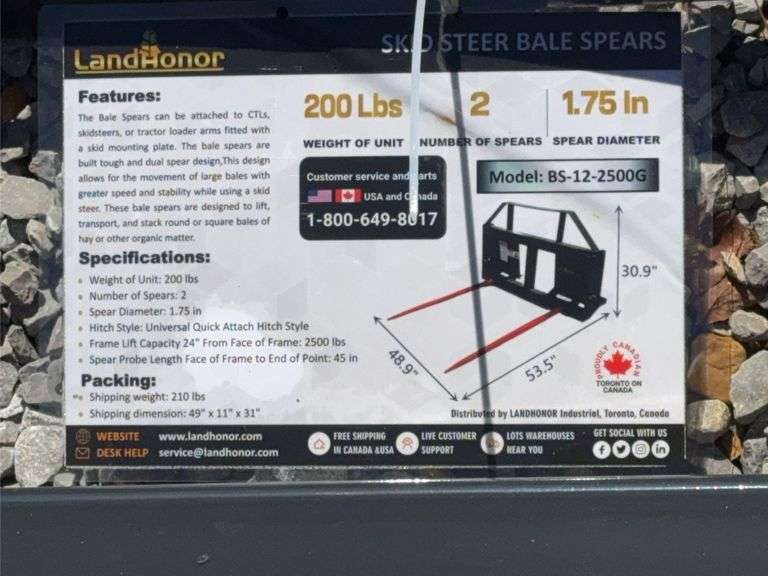 LandHonor
SKID STEER BALE SPEARS
Features:
The Bale Spears can be attached to CTLs,
skidsteers, or tractor loader arms fitted with
a skid mounting plate. The bale spears are
built tough and dual spear design,This design
allows for the movement of large bales with
greater speed and stability while using a skid
steer. These bale spears are designed to lift,
transport, and stack round or square bales of
hay or other organic matter.
200 Lbs
WEIGHT OF UNIT
2
NUMBER OF SPEARS
1.75 In
SPEAR DIAMETER
Customer service and parts
USA and Canada
1-800-649-8017
Model: BS-12-2500G
30.9"
48.9"
53.5"
Specifications:
Weight of Unit: 200 lbs
Number of Spears: 2
Spear Diameter: 1.75 in
Hitch Style: Universal Quick Attach Hitch Style
Frame Lift Capacity 24" From Face of Frame: 2500 lbs
Spear Probe Length Face of Frame to End of Point: 45 in
Packing:
Shipping weight: 210 lbs
Shipping dimension: 49" x 11" x 31"
PROUDLY CANADIAN
TORONTO ON
CANADA
Distributed by LANDHONOR Industriel, Toronto, Canada
WEBSITE www.landhonor.com
DESK HELP service@landhonor.com
FREE SHIPPING
IN CANADA &USA
LIVE CUSTOMER
SUPPORT
LOTS WAREHOUSES
NEAR YOU
GET SOCIAL WITH US